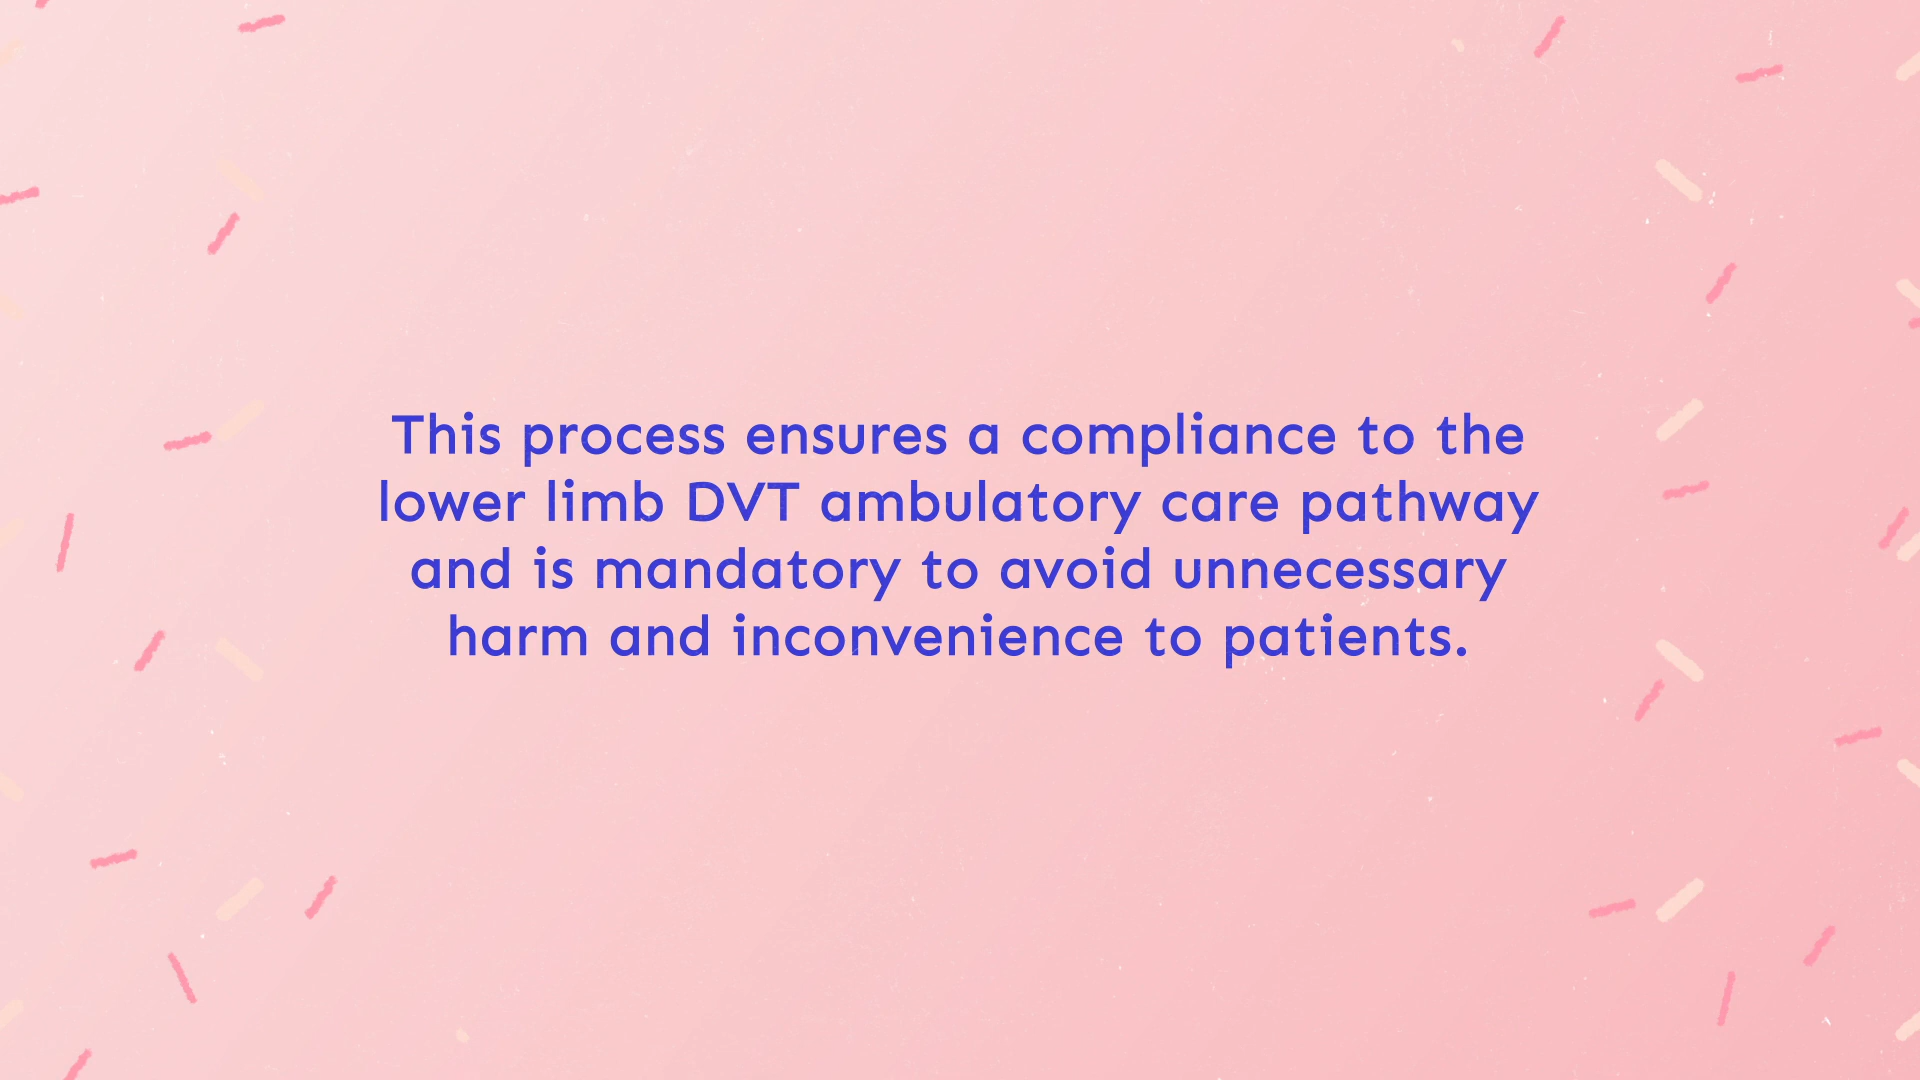 This process ensures a compliance to the
lower limb DVT ambulatory care pathway
and is mandatory to avoid unnecessary
harm and inconvenience to patients.